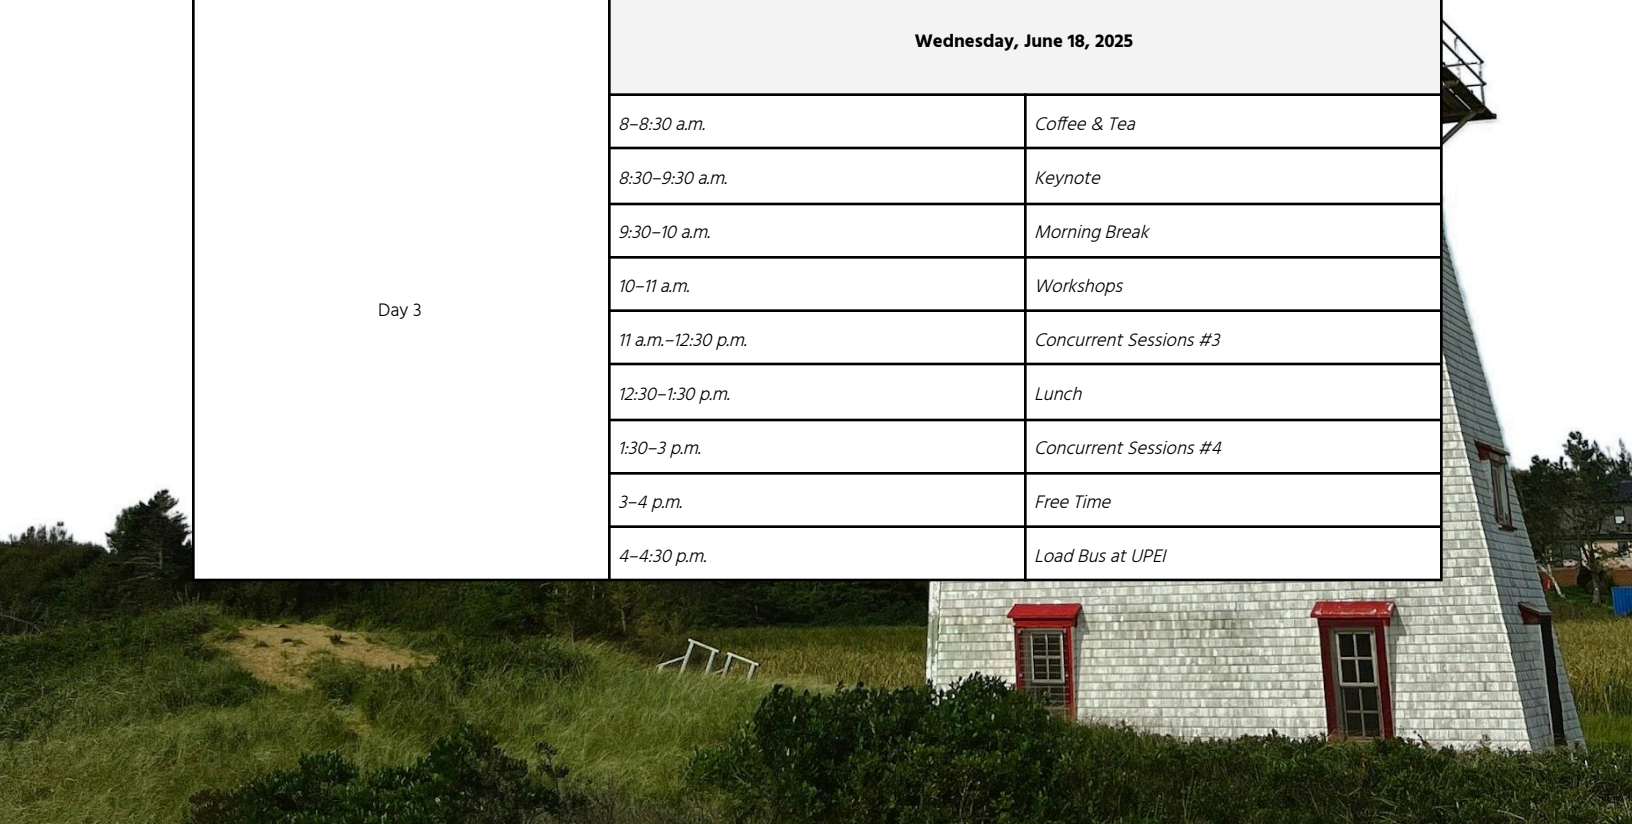 Wednesday, June 18, 2025
8–8:30 a.m. Coffee & Tea
8:30–9:30 a.m. Keynote
9:30–10 a.m. Morning Break
10–11 a.m. Workshops
Day 3
11 a.m.–12:30 p.m. Concurrent Sessions #3
12:30–1:30 p.m. Lunch
1:30–3 p.m. Concurrent Sessions #4
3–4 p.m. Free Time
4–4:30 p.m. Load Bus at UPEI